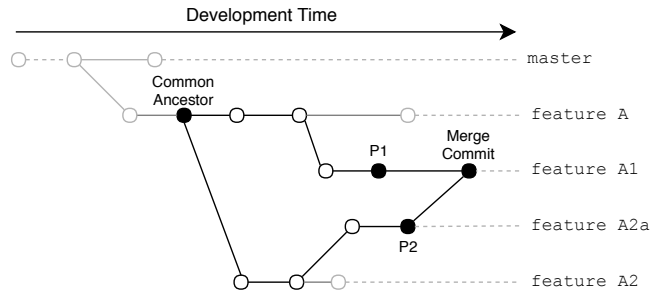 Development Time
master
Common
Ancestor
feature A
P1
Merge
Commit
feature A1
P2
feature A2a
feature A2